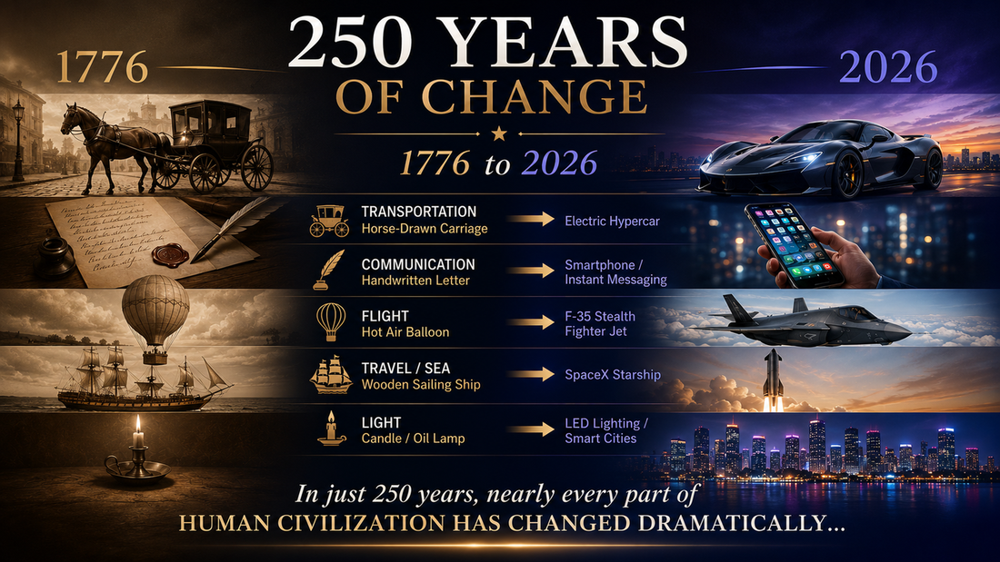 250 YEARS
OF CHANGE
1776
2026
1776 to 2026
TRANSPORTATION
Horse-Drawn Carriage
Electric Hypercar
COMMUNICATION
Handwritten Letter
Smartphone /
Instant Messaging
FLIGHT
Hot Air Balloon
F-35 Stealth
Fighter Jet
TRAVEL / SEA
Wooden Sailing Ship
SpaceX Starship
LIGHT
Candle / Oil Lamp
LED Lighting /
Smart Cities
In just 250 years, nearly every part of
HUMAN CIVILIZATION HAS CHANGED DRAMATICALLY...